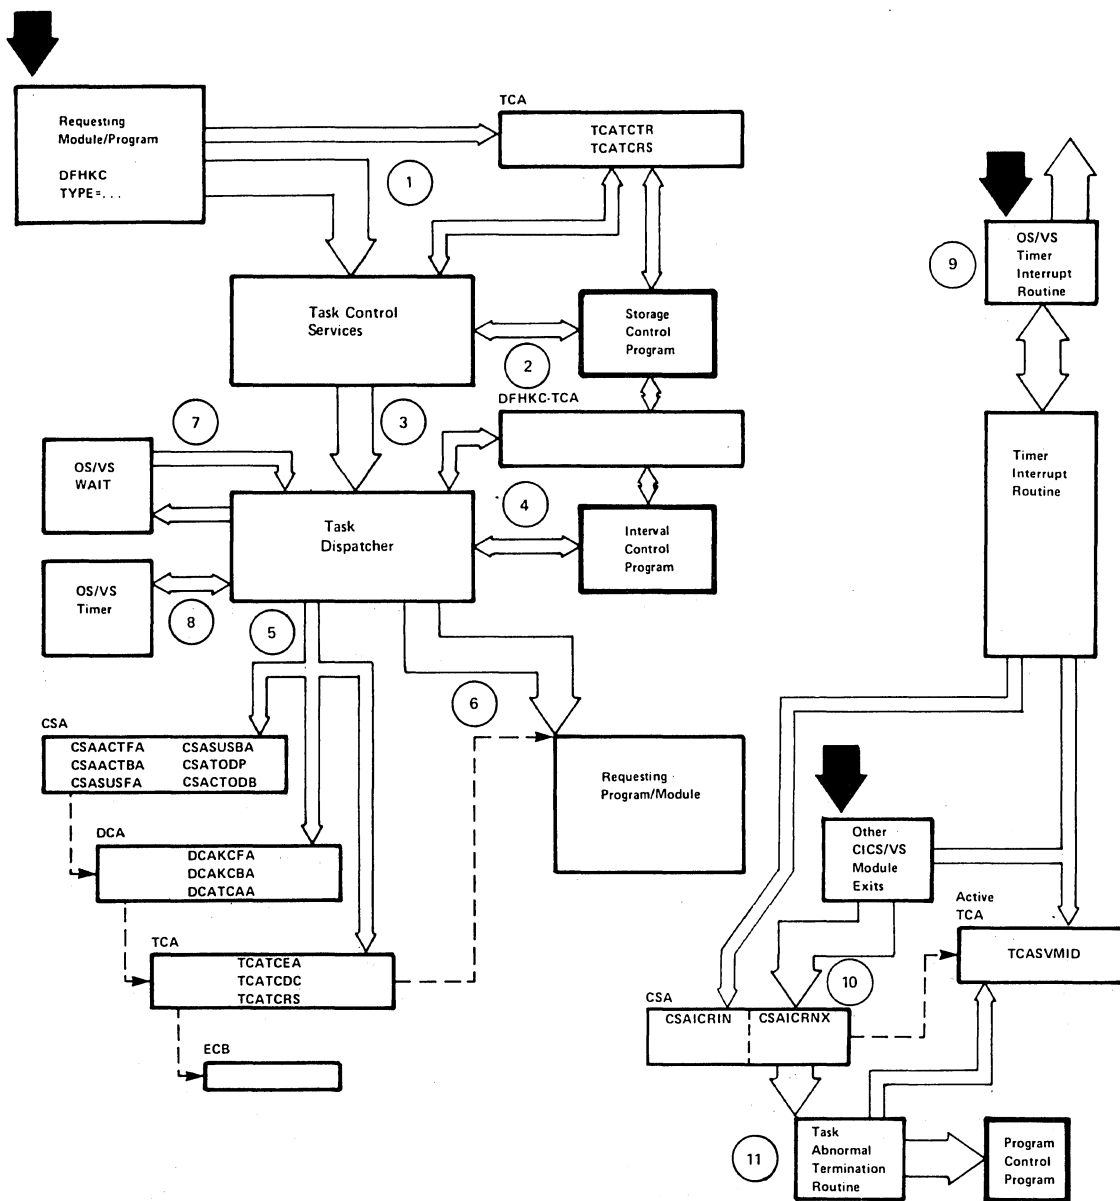 Requesting
Module/Program
DFHKC
TYPE=...
TCA
TCATCTR
TCATCRS
1
Task Control
Services
2
Storage
Control
Program
DFHKC-TCA
3
7
OS/VS
WAIT
Task
Dispatcher
4
Interval
Control
Program
OS/VS
Timer
8
5
6
CSA
CSAACTFA CSASUSBA
CSAACTBA CSATODP
CSASUSFA CSACTODB
DCA
DCAKCFA
DCAKCBA
DCATCAA
TCA
TCATCEA
TCATCDC
TCATCRS
ECB
Requesting
Program/Module
9
OS/VS
Timer
Interrupt
Routine
Timer
Interrupt
Routine
Other
CICS/VS
Module
Exits
Active
TCA
TCASVMID
10
CSA
CSAICRIN CSAICRNX
11
Task
Abnormal
Termination
Routine
Program
Control
Program